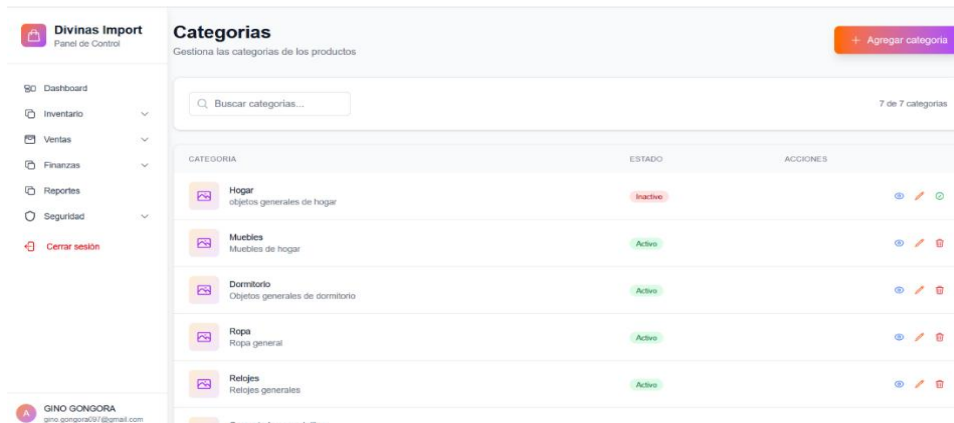 Divinas Import
Panel de Control
Dashboard
Inventario
Ventas
Finanzas
Reportes
Seguridad
Cerrar sesión
A
GINO GONGORA
gino.gongora097@gmail.com
Categorias
Gestiona las categorias de los productos
+ Agregar categoria
Buscar categorias...
7 de 7 categorias
CATEGORIA ESTADO ACCIONES
Hogar
objetos generales de hogar
Inactivo
Muebles
Muebles de hogar
Activo
Dormitorio
Objetos generales de dormitorio
Activo
Ropa
Ropa general
Activo
Relojes
Relojes generales
Activo